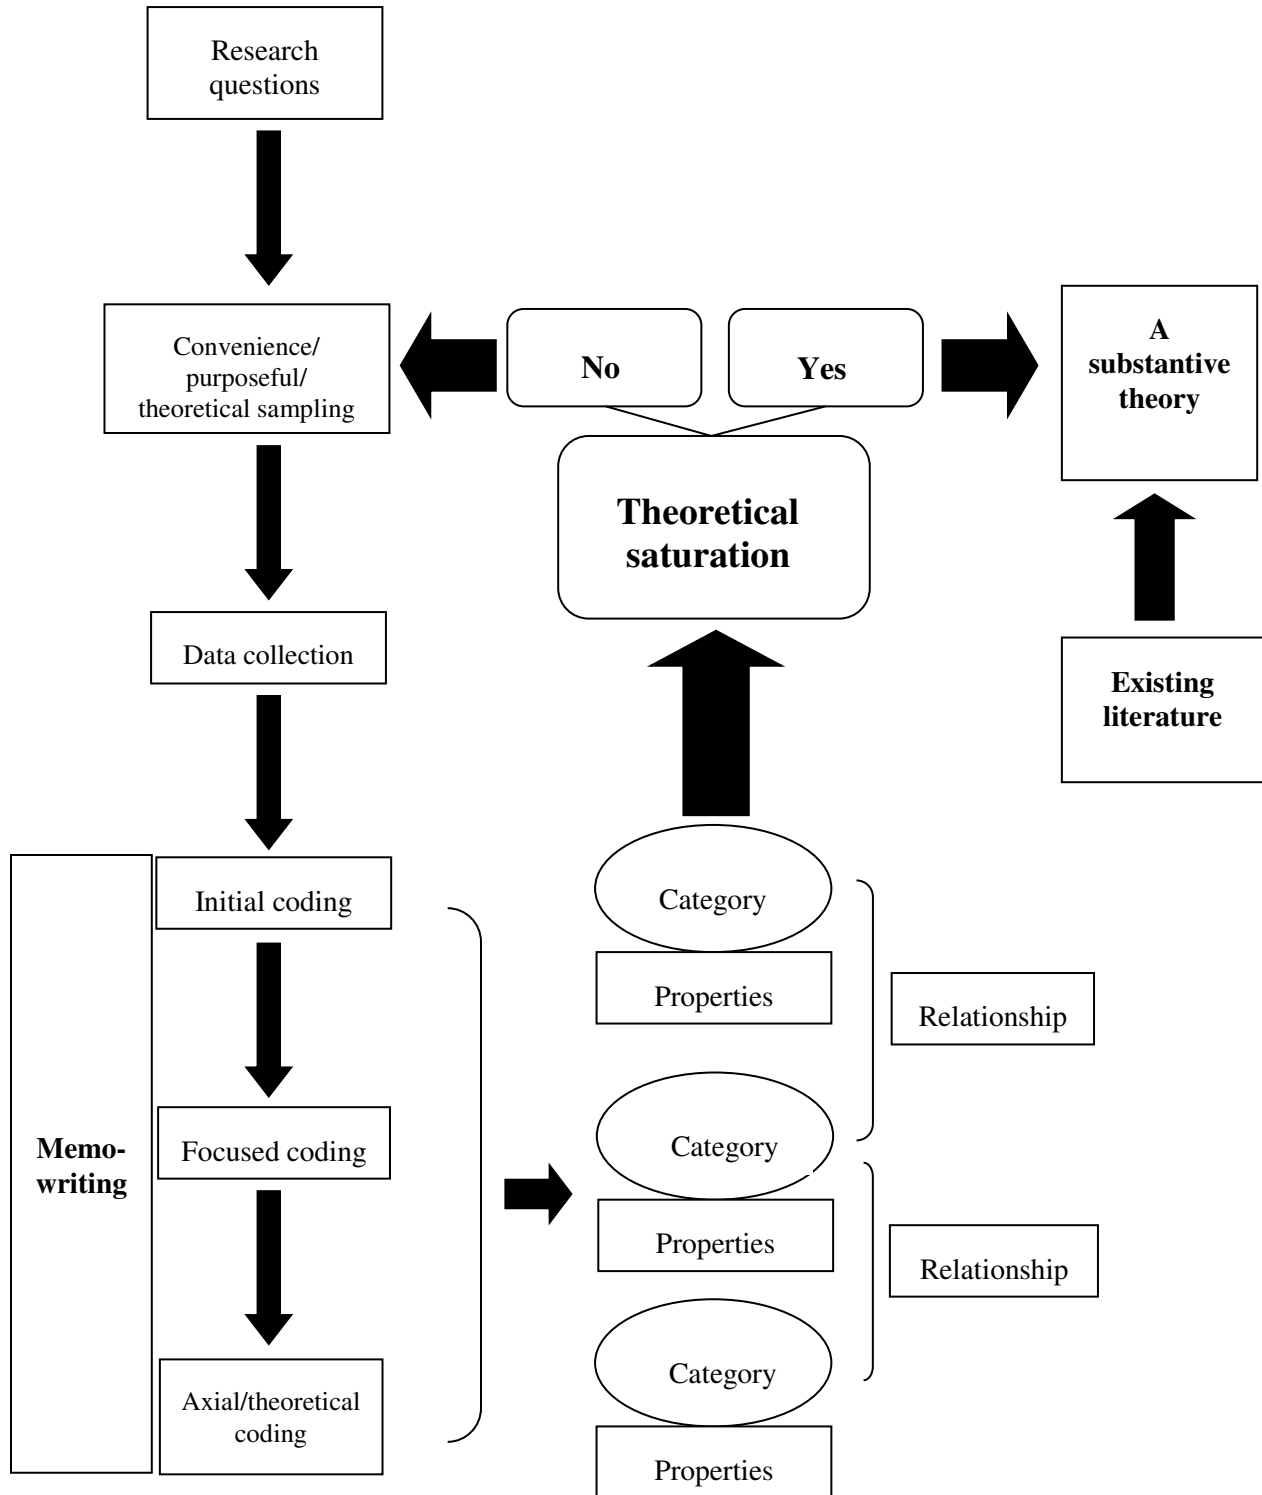 Research
questions
Convenience/
purposeful/
theoretical sampling
No
Yes
A
substantive
theory
Theoretical
saturation
Data collection
Existing
literature
Initial coding
Category
Properties
Relationship
Memo-
writing
Focused coding
Category
Properties
Relationship
Axial/theoretical
coding
Category
Properties